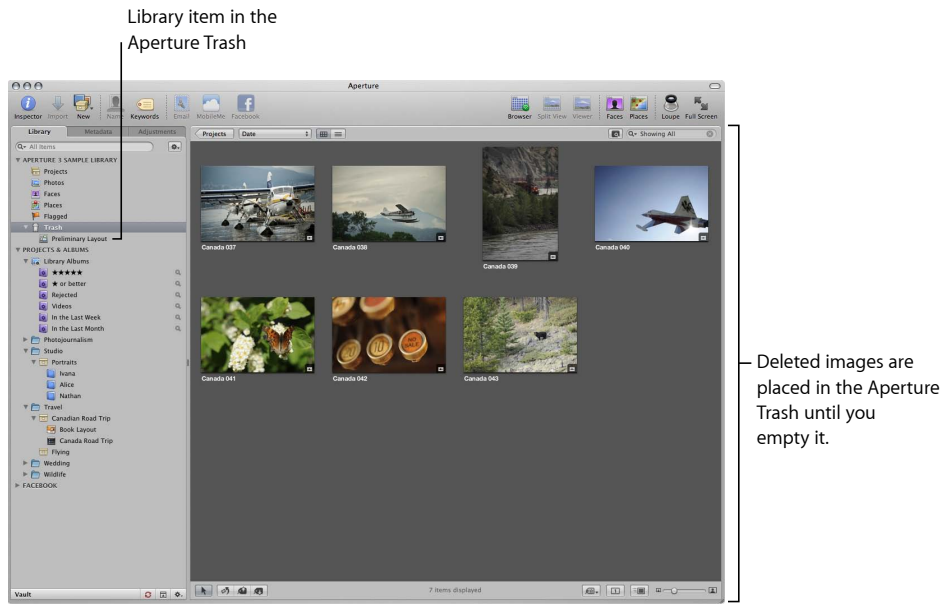 Library item in the
Aperture Trash
Aperture
Inspector Import New Name Keywords Email MobileMe Facebook Browser Split View Viewer Faces Places Loupe Full Screen
Library Metadata Adjustments
Projects Date Showing All
All Items
APERTURE 3 SAMPLE LIBRARY
Projects
Photos
Faces
Places
Flagged
Trash
Preliminary Layout
PROJECTS & ALBUMS
Library Albums
★★★★★
★ or better
Rejected
Videos
In the Last Week
In the Last Month
Photojournalism
Studio
Portraits
Ivana
Alice
Nathan
Travel
Canadian Road Trip
Book Layout
Canada Road Trip
Flying
Wedding
Wildlife
FACEBOOK
Vault
Canada 037
Canada 038
Canada 039
Canada 040
Canada 041
Canada 042
Canada 043
NO
SALE
7 items displayed
Deleted images are
placed in the Aperture
Trash until you
empty it.